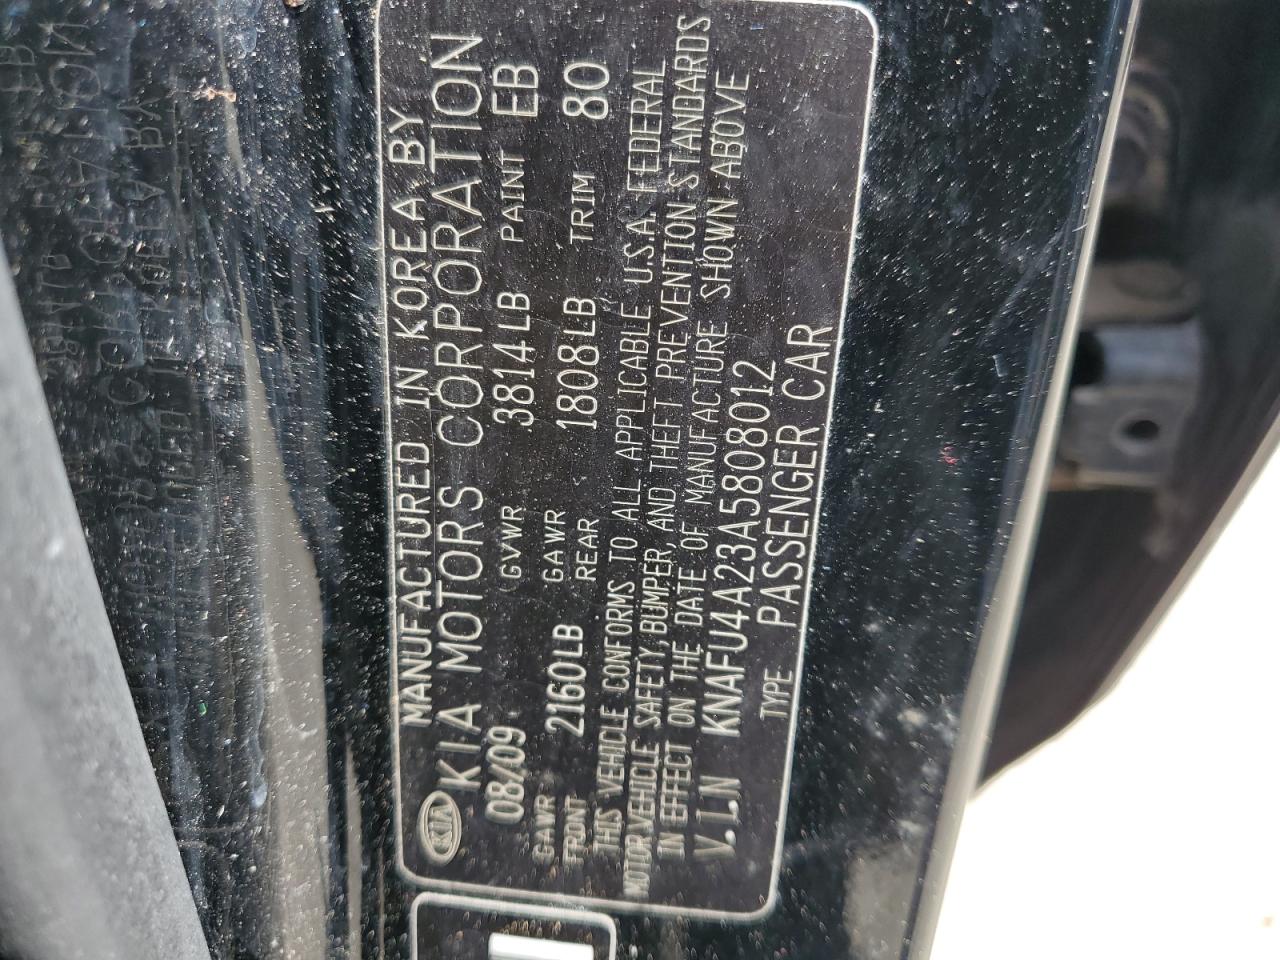 MANUFACTURED IN KOREA BY
KIA KIA MOTORS CORPORATION
08/09 GVWR 3814LB PAINT EB
GAWR FRONT 2160LB GAWR REAR 1808LB TRIM 80
THIS VEHICLE CONFORMS TO ALL APPLICABLE U.S.A. FEDERAL
MOTOR VEHICLE SAFETY, BUMPER, AND THEFT PREVENTION STANDARDS
IN EFFECT ON THE DATE OF MANUFACTURE SHOWN ABOVE
V.I.N KNAFU4A23A5808012
TYPE PASSENGER CAR